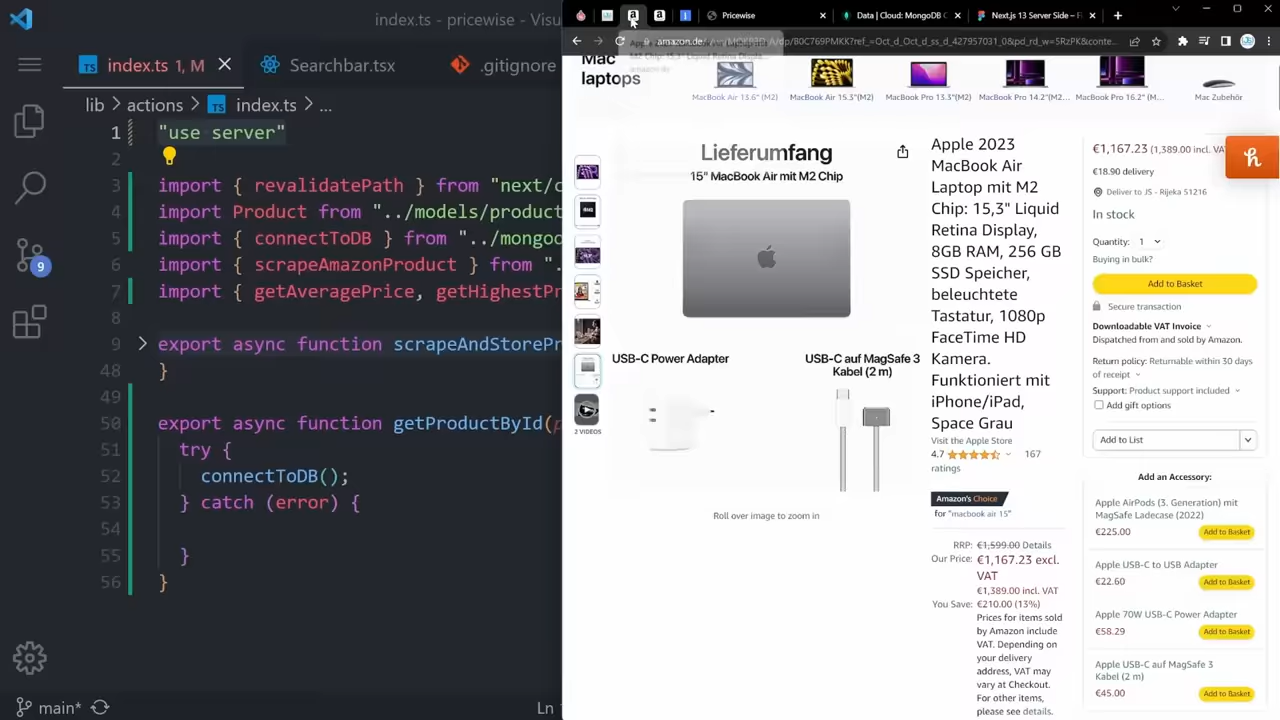 index.ts - pricewise - Visu
TS index.ts 1, M
Searchbar.tsx
.gitignore
lib > actions > TS index.ts > ...
1 "use server"
2
3 import { revalidatePath } from "next/c
4 import Product from "../models/product
5 import { connectToDB } from "../mongoo
6 import { scrapeAmazonProduct } from ".
7 import { getAveragePrice, getHighestPr
8
9 export async function scrapeAndStorePr
48
49
50 export async function getProductById(p
51 try {
52 connectToDB();
53 } catch (error) {
54
55 }
56 }
9
main*
Ln
Pricewise
Data | Cloud: MongoDB C
Next.js 13 Server Side – Fi
Mac
laptops
MacBook Air 13.6" (M2)
MacBook Air 15.3"(M2)
MacBook Pro 13.3"(M2)
MacBook Pro 14.2"(M2...
MacBook Pro 16.2" (M...
Mac Zubehör
2 VIDEOS
Lieferumfang
15" MacBook Air mit M2 Chip
USB-C Power Adapter
USB-C auf MagSafe 3
Kabel (2 m)
Roll over image to zoom in
Apple 2023
MacBook Air
Laptop mit M2
Chip: 15,3" Liquid
Retina Display,
8GB RAM, 256 GB
SSD Speicher,
beleuchtete
Tastatur, 1080p
FaceTime HD
Kamera.
Funktioniert mit
iPhone/iPad,
Space Grau
Visit the Apple Store
4.7 167
ratings
Amazon's Choice
for "macbook air 15"
RRP: €1,599.00 Details
Our Price: €1,167.23 excl.
VAT
€1,389.00 incl. VAT
You Save: €210.00 (13%)
Prices for items sold
by Amazon include
VAT. Depending on
your delivery
address, VAT may
vary at Checkout.
For other items,
please see details.
€1,167.23 (1,389.00 incl. VAT
€18.90 delivery
Deliver to JS - Rijeka 51216
In stock
Quantity: 1
Buying in bulk?
Add to Basket
Secure transaction
Downloadable VAT Invoice
Dispatched from and sold by Amazon.
Return policy: Returnable within 30 days
of receipt
Support: Product support included
Add gift options
Add to List
Add an Accessory:
Apple AirPods (3. Generation) mit
MagSafe Ladecase (2022)
€225.00 Add to Basket
Apple USB-C to USB Adapter
€22.60 Add to Basket
Apple 70W USB-C Power Adapter
€58.29 Add to Basket
Apple USB-C auf MagSafe 3
Kabel (2 m)
€45.00 Add to Basket